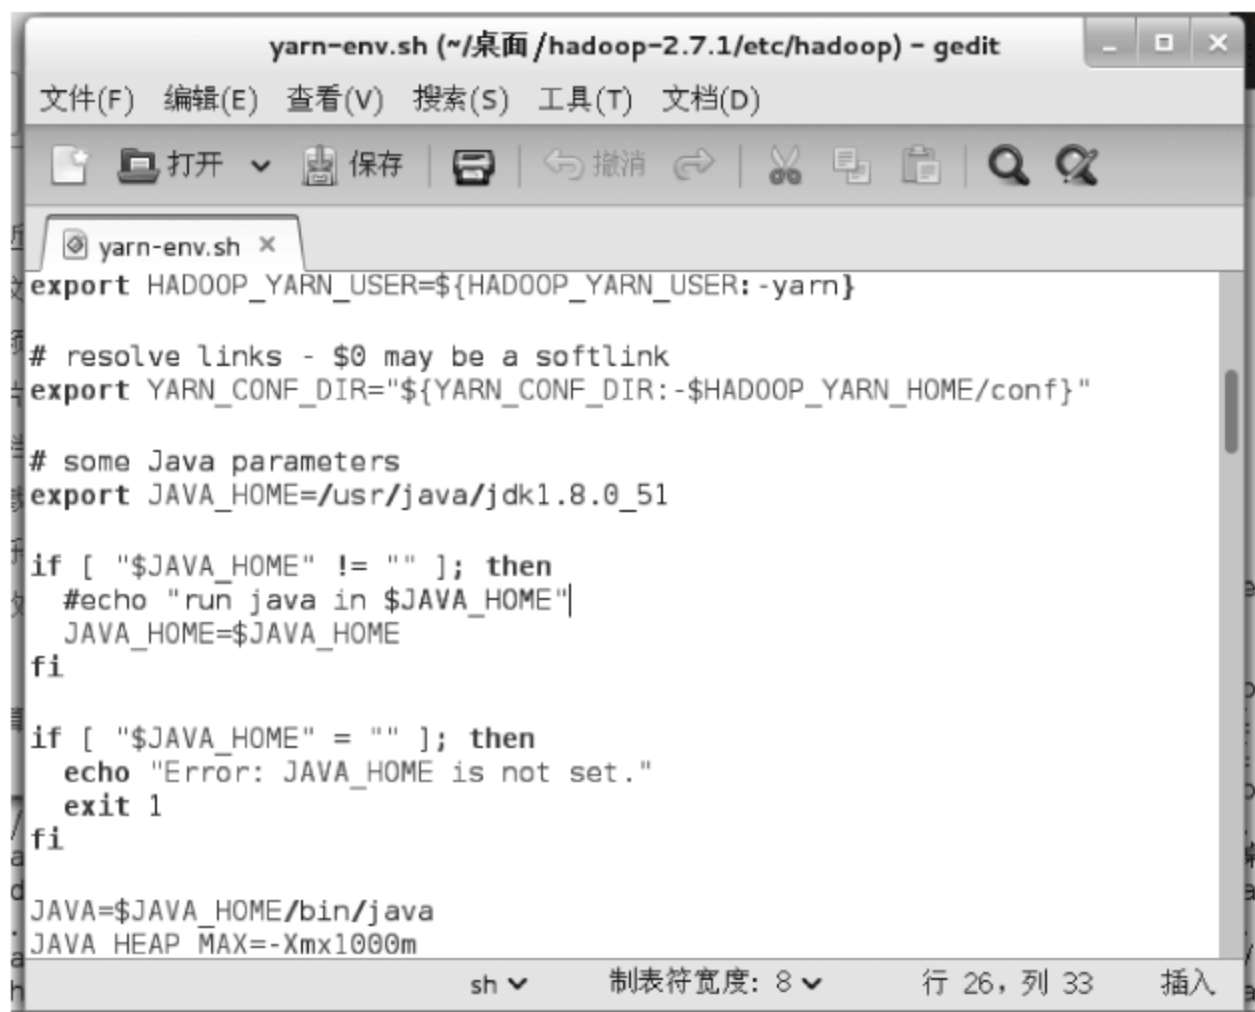 yarn-env.sh (~/桌面/hadoop-2.7.1/etc/hadoop) – gedit
文件(F) 编辑(E) 查看(V) 搜索(S) 工具(T) 文档(D)
打开 保存 撤消
yarn-env.sh ×
export HADOOP_YARN_USER=${HADOOP_YARN_USER:-yarn}
# resolve links - $0 may be a softlink
export YARN_CONF_DIR="${YARN_CONF_DIR:-$HADOOP_YARN_HOME/conf}"
# some Java parameters
export JAVA_HOME=/usr/java/jdk1.8.0_51
if [ "$JAVA_HOME" != "" ]; then
  #echo "run java in $JAVA_HOME"
  JAVA_HOME=$JAVA_HOME
fi
if [ "$JAVA_HOME" = "" ]; then
  echo "Error: JAVA_HOME is not set."
  exit 1
fi
JAVA=$JAVA_HOME/bin/java
JAVA_HEAP_MAX=-Xmx1000m
sh 制表符宽度: 8 行 26，列 33 插入